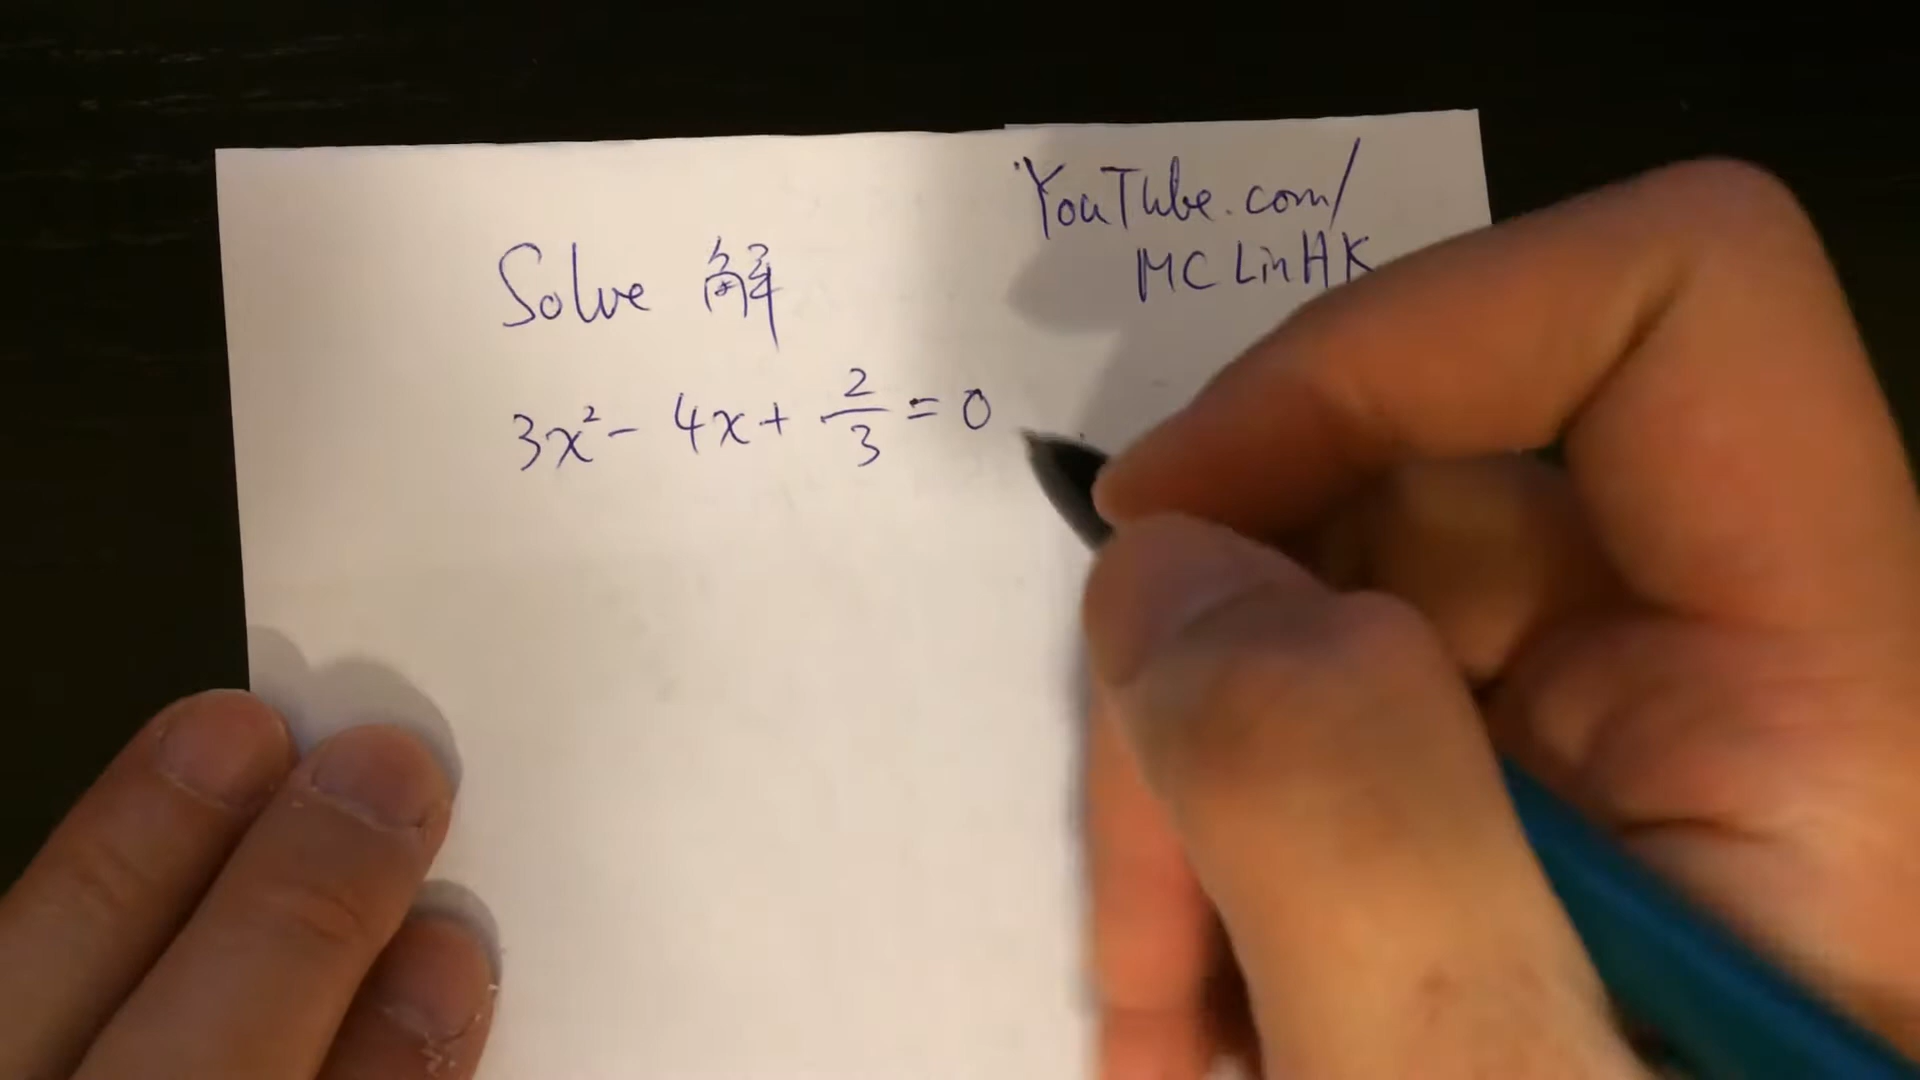 YouTube.com/
MCLinHK
Solve 解
3x² - 4x + 2/3 = 0